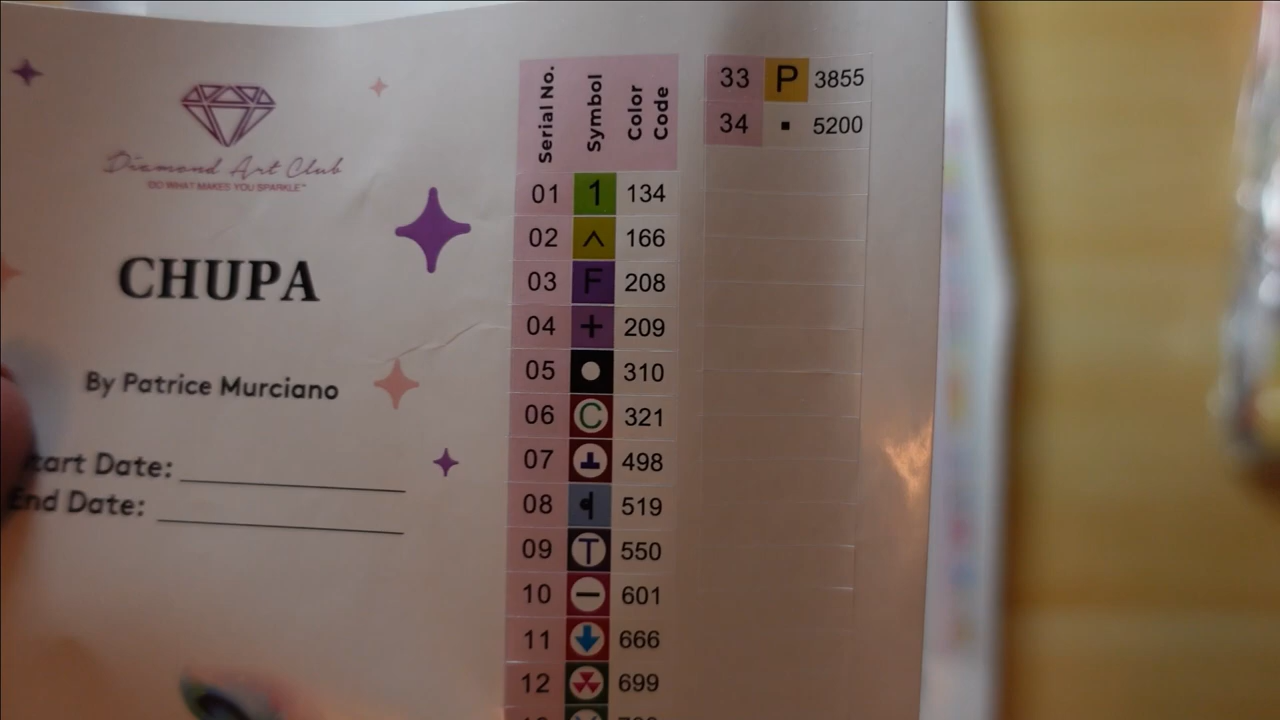 Diamond Art Club
"DO WHAT MAKES YOU SPARKLE"
CHUPA
By Patrice Murciano
Start Date:
End Date:
Serial No. Symbol Color Code
01 1 134
02 ^ 166
03 F 208
04 + 209
05 ● 310
06 C 321
07 ┻ 498
08 519
09 T 550
10 − 601
11 ⬇ 666
12 699
33 P 3855
34 ▪ 5200